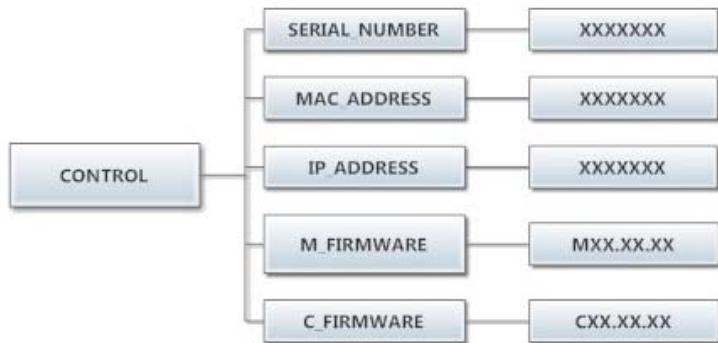 SERIAL_NUMBER XXXXXXX
MAC_ADDRESS XXXXXXX
IP_ADDRESS XXXXXXX
CONTROL
M_FIRMWARE MXX.XX.XX
C_FIRMWARE CXX.XX.XX